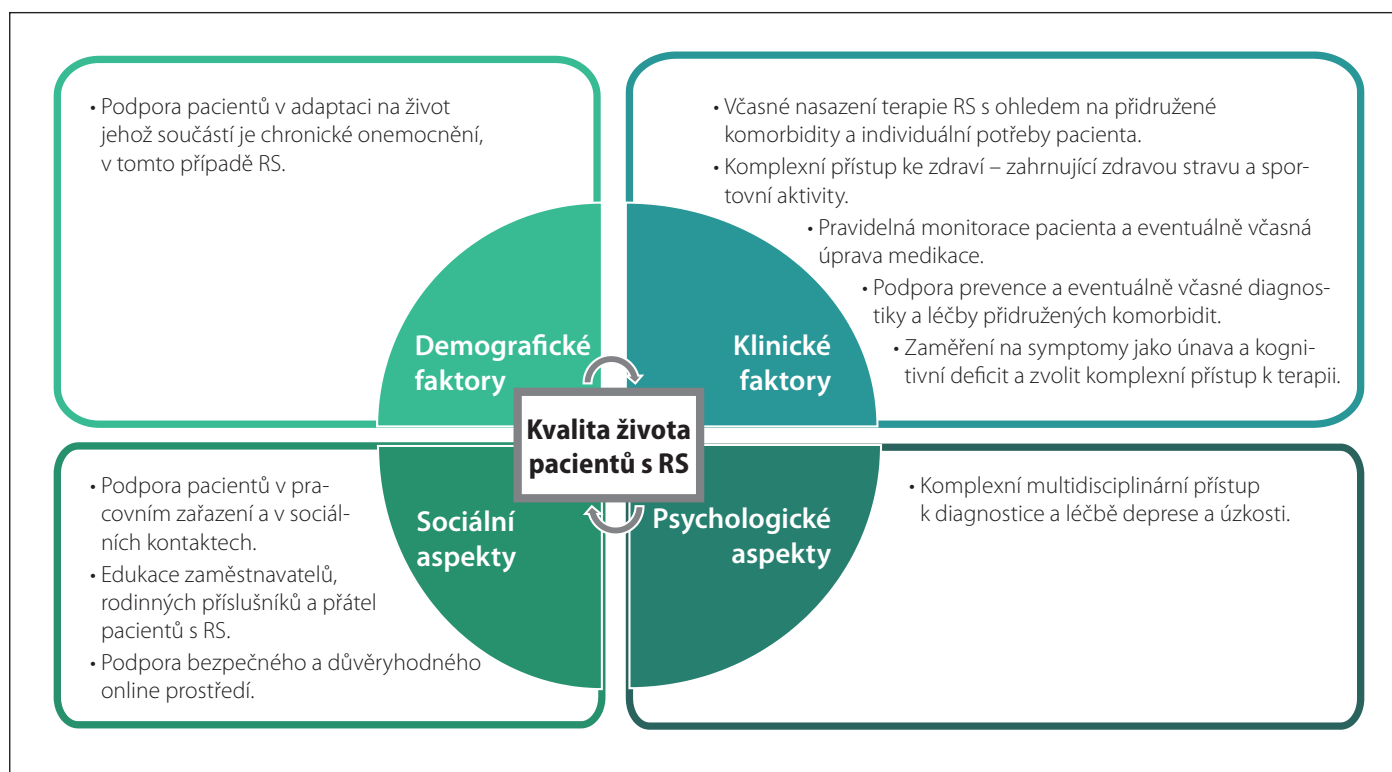 • Podpora pacientů v adaptaci na život
jehož součástí je chronické onemocnění,
v tomto případě RS.
• Včasné nasazení terapie RS s ohledem na přidružené
komorbidity a individuální potřeby pacienta.
• Komplexní přístup ke zdraví – zahrnující zdravou stravu a spor-
tovní aktivity.
• Pravidelná monitorace pacienta a eventuálně včasná
úprava medikace.
• Podpora prevence a eventuálně včasné diagnos-
tiky a léčby přidružených komorbidit.
• Zaměření na symptomy jako únava a kogni-
tivní deficit a zvolit komplexní přístup k terapii.
Demografické
faktory
Klinické
faktory
Kvalita života
pacientů s RS
Sociální
aspekty
Psychologické
aspekty
• Podpora pacientů v pra-
covním zařazení a v sociál-
ních kontaktech.
• Edukace zaměstnavatelů,
rodinných příslušníků a přátel
pacientů s RS.
• Podpora bezpečného a důvěryhodného
online prostředí.
• Komplexní multidisciplinární přístup
k diagnostice a léčbě deprese a úzkosti.